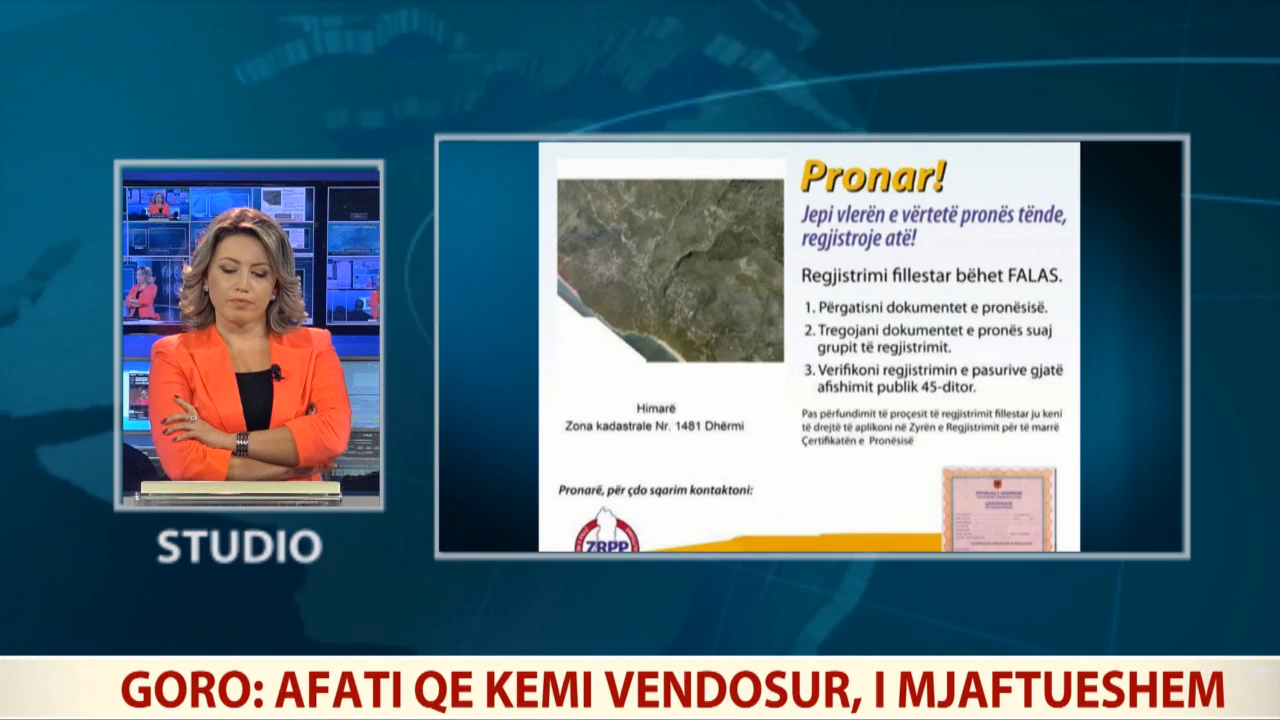 Pronar!
Jepi vlerën e vërtetë pronës tënde,
regjistroje atë!
Regjistrimi fillestar bëhet FALAS.
1. Përgatisni dokumentet e pronësisë.
2. Tregojani dokumentet e pronës suaj
grupit të regjistrimit.
3. Verifikoni regjistrimin e pasurive gjatë
afishimit publik 45-ditor.
Pas përfundimit të proçesit të regjistrimit fillestar ju keni
të drejtë të aplikoni në Zyrën e Regjistrimit për të marrë
Çertifikatën e Pronësisë
Himarë
Zona kadastrale Nr. 1481 Dhërmi
Pronarë, për çdo sqarim kontaktoni:
ZRPP
STUDIO
GORO: AFATI QE KEMI VENDOSUR, I MJAFTUESHEM